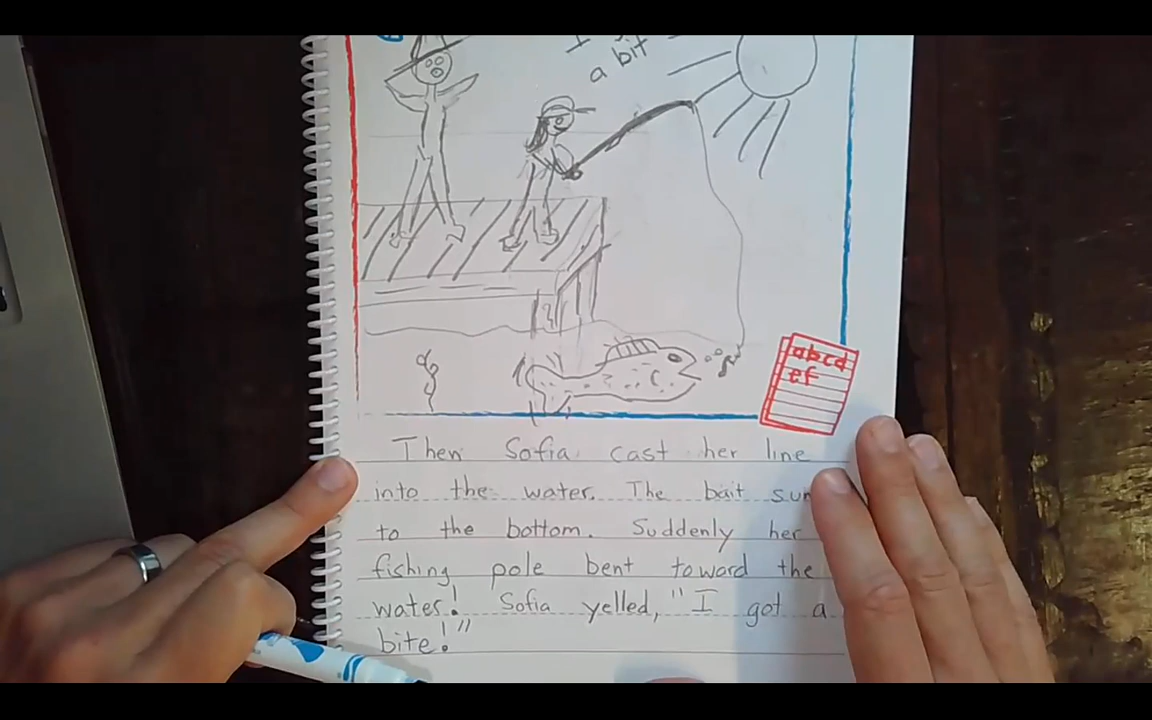 a bit
abcd
ef
Then Sofia cast her line
into the water. The bait
to the bottom. Suddenly her
fishing pole bent toward the
water! Sofia yelled, "I got a
bite!"